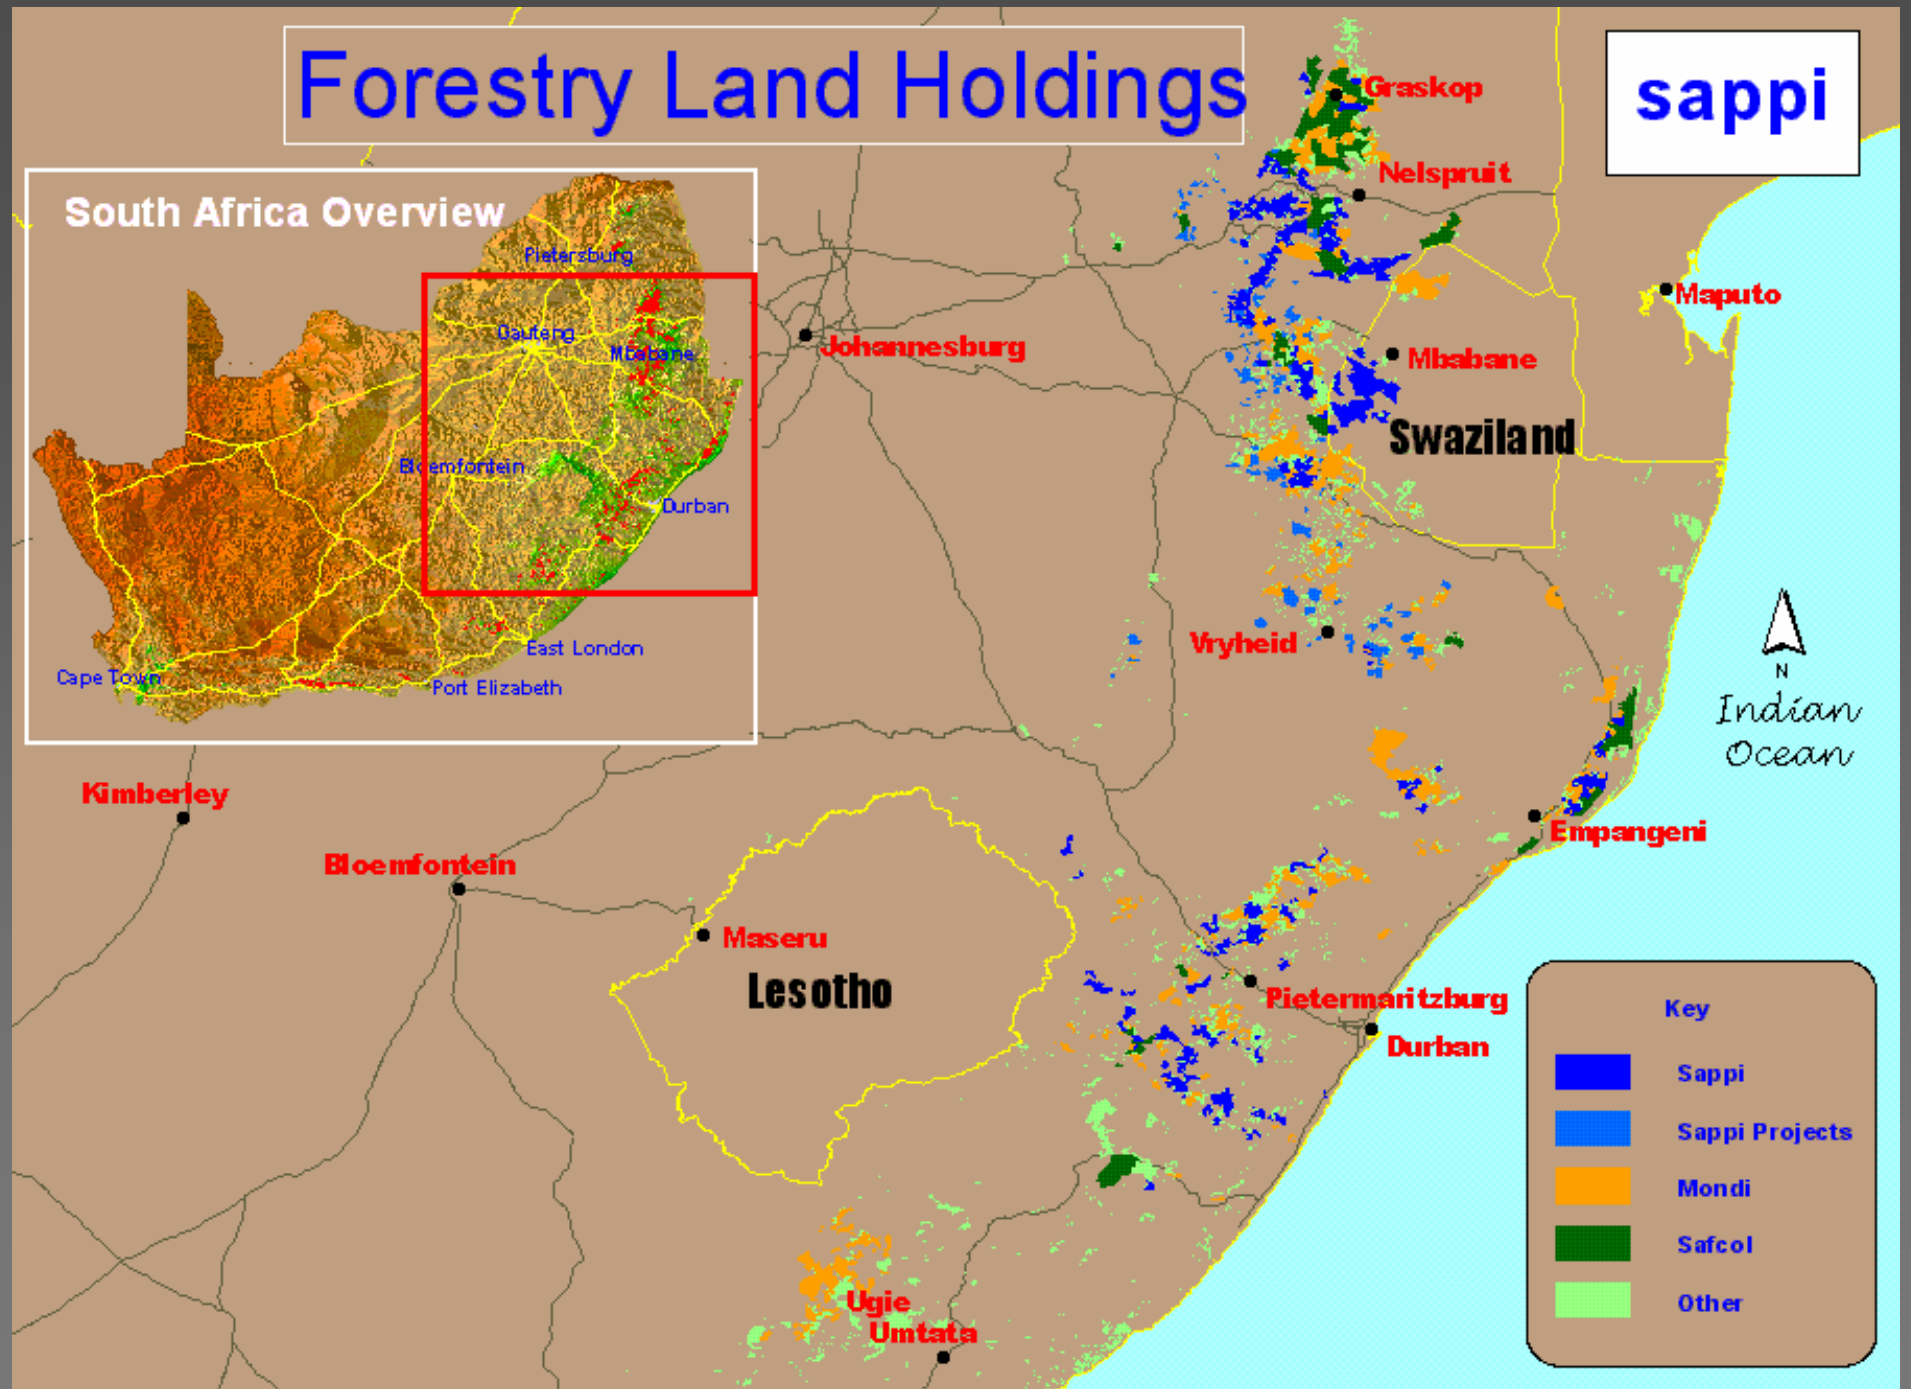 Forestry Land Holdings
sappi
South Africa Overview
Pietersburg
Gauteng
Mbabane
Bloemfontein
Durban
East London
Cape Town
Port Elizabeth
Graskop
Nelspruit
Maputo
Johannesburg
Mbabane
Swaziland
Vryheid
N
Indian
Ocean
Kimberley
Empangeni
Bloemfontein
Maseru
Lesotho
Pietermaritzburg
Durban
Ugie
Umtata
Key
Sappi
Sappi Projects
Mondi
Safcol
Other